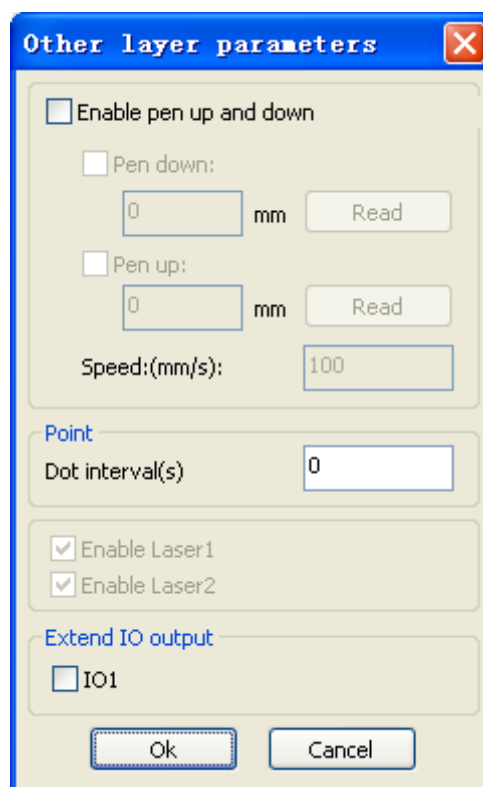 Other layer parameters
Enable pen up and down
Pen down:
0 mm Read
Pen up:
0 mm Read
Speed:(mm/s): 100
Point
Dot interval(s) 0
Enable Laser1
Enable Laser2
Extend IO output
IO1
Ok Cancel